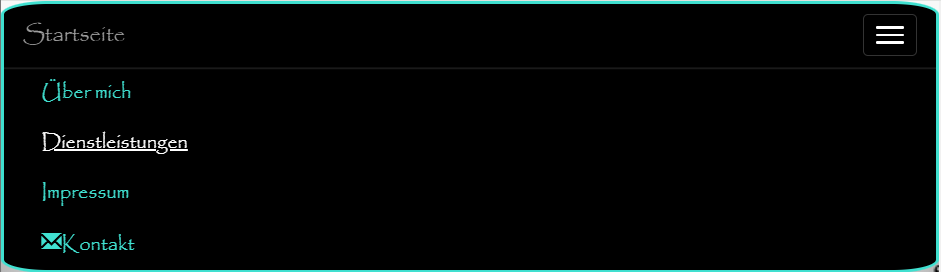 Startseite
Über mich
Dienstleistungen
Impressum
Kontakt